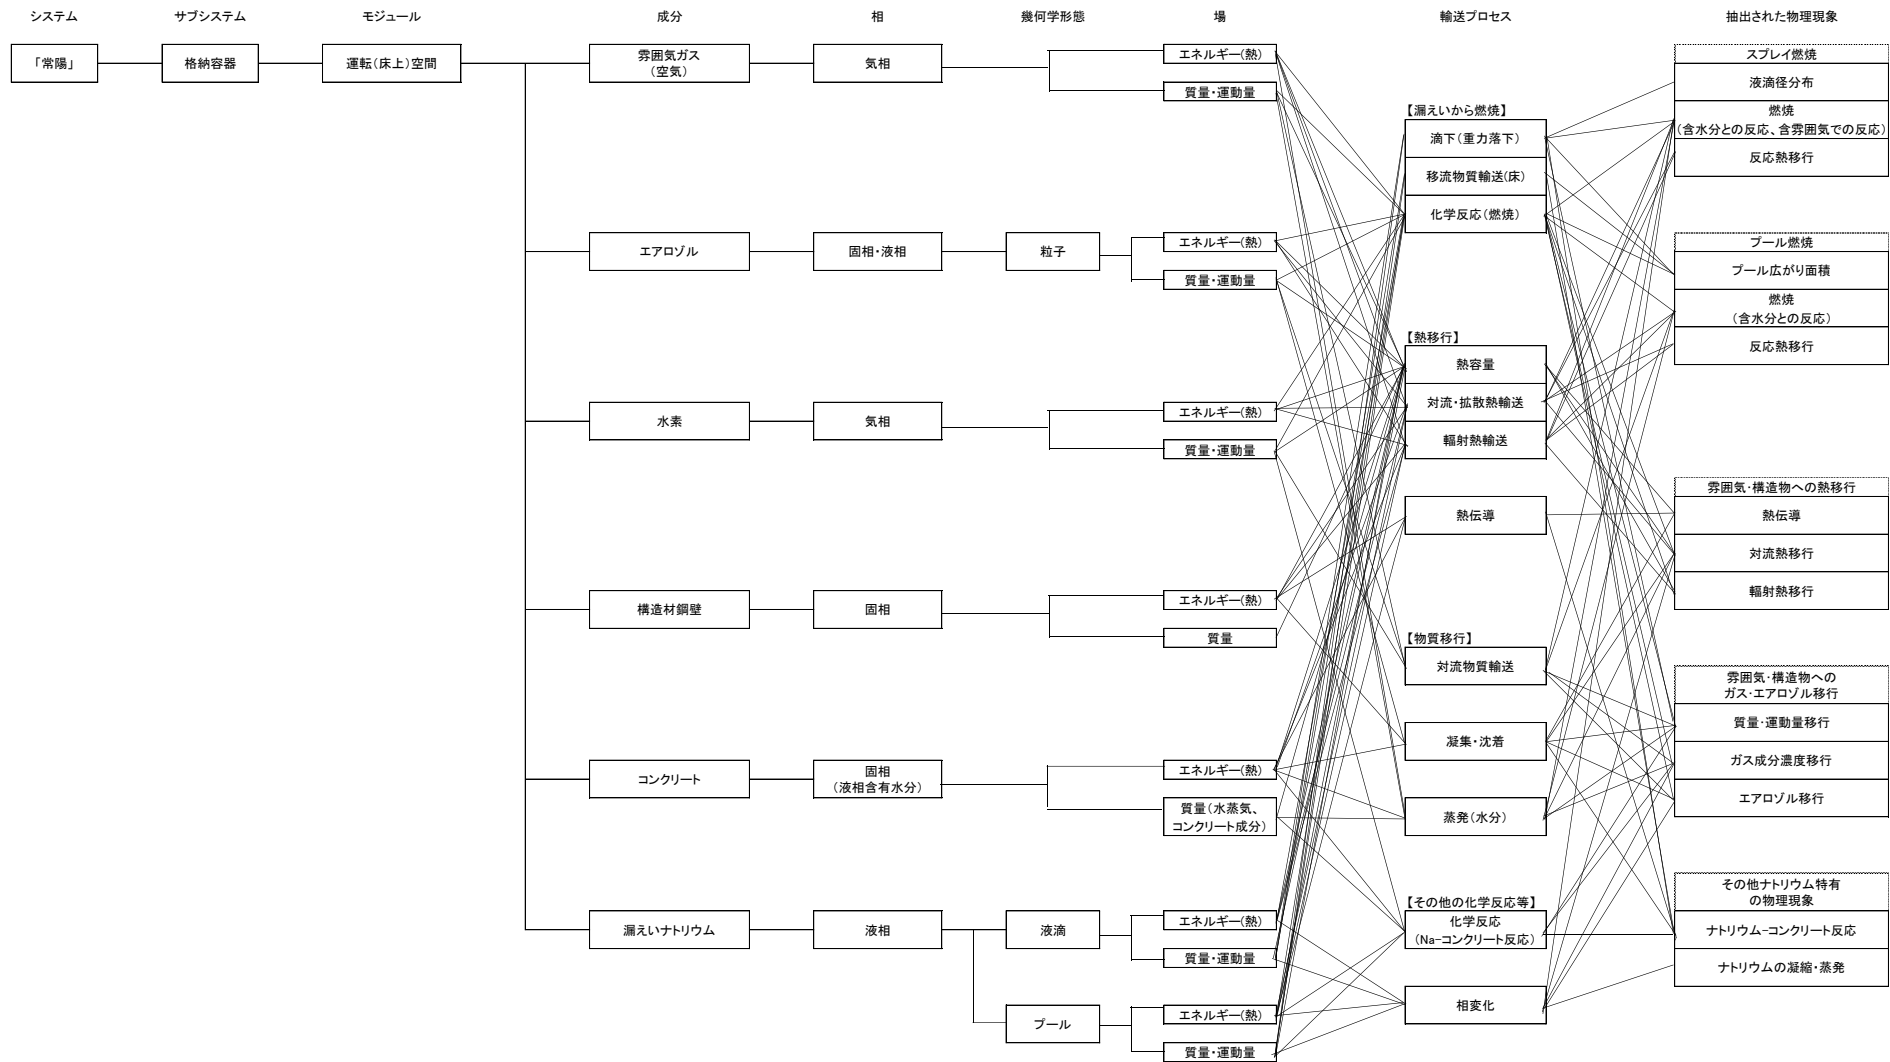 システム
サブシステム
モジュール
成分
相
幾何学形態
場
輸送プロセス
抽出された物理現象
「常陽」
格納容器
運転(床上)空間
雰囲気ガス
(空気)
気相
エネルギー(熱)
質量・運動量
エアロゾル
固相・液相
粒子
エネルギー(熱)
質量・運動量
水素
気相
エネルギー(熱)
質量・運動量
構造材鋼壁
固相
エネルギー(熱)
質量
コンクリート
固相
(液相含有水分)
エネルギー(熱)
質量(水蒸気、
コンクリート成分)
漏えいナトリウム
液相
液滴
エネルギー(熱)
質量・運動量
プール
エネルギー(熱)
質量・運動量
【漏えいから燃焼】
滴下(重力落下)
移流物質輸送(床)
化学反応(燃焼)
【熱移行】
熱容量
対流・拡散熱輸送
輻射熱輸送
熱伝導
【物質移行】
対流物質輸送
凝集・沈着
蒸発(水分)
【その他の化学反応等】
化学反応
(Na-コンクリート反応)
相変化
スプレイ燃焼
液滴径分布
燃焼
(含水分との反応、含雰囲気での反応)
反応熱移行
プール燃焼
プール広がり面積
燃焼
(含水分との反応)
反応熱移行
雰囲気・構造物への熱移行
熱伝導
対流熱移行
輻射熱移行
雰囲気・構造物への
ガス・エアロゾル移行
質量・運動量移行
ガス成分濃度移行
エアロゾル移行
その他ナトリウム特有
の物理現象
ナトリウム-コンクリート反応
ナトリウムの凝縮・蒸発